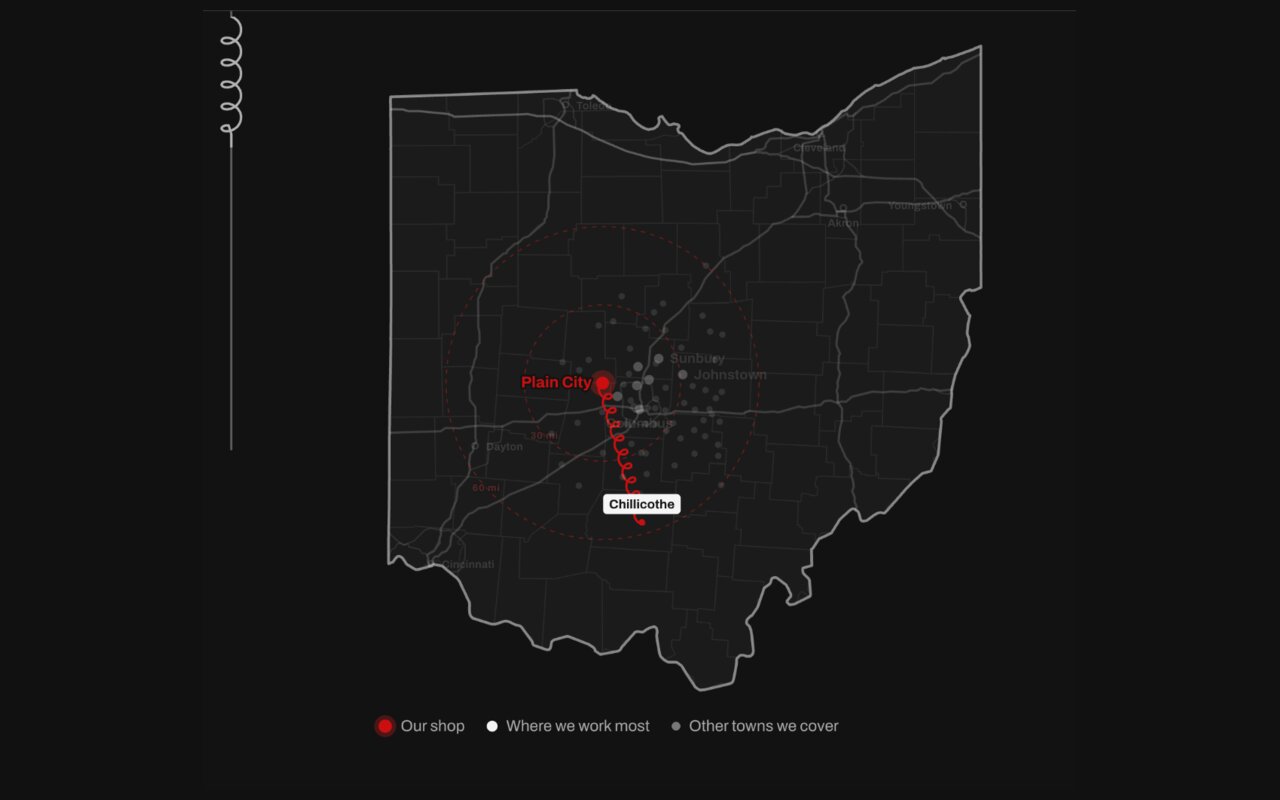 Toledo
Cleveland
Youngstown
Akron
Sunbury
Johnstown
Plain City
Columbus
30 mi
Dayton
60 mi
Chillicothe
Cincinnati
Our shop
Where we work most
Other towns we cover